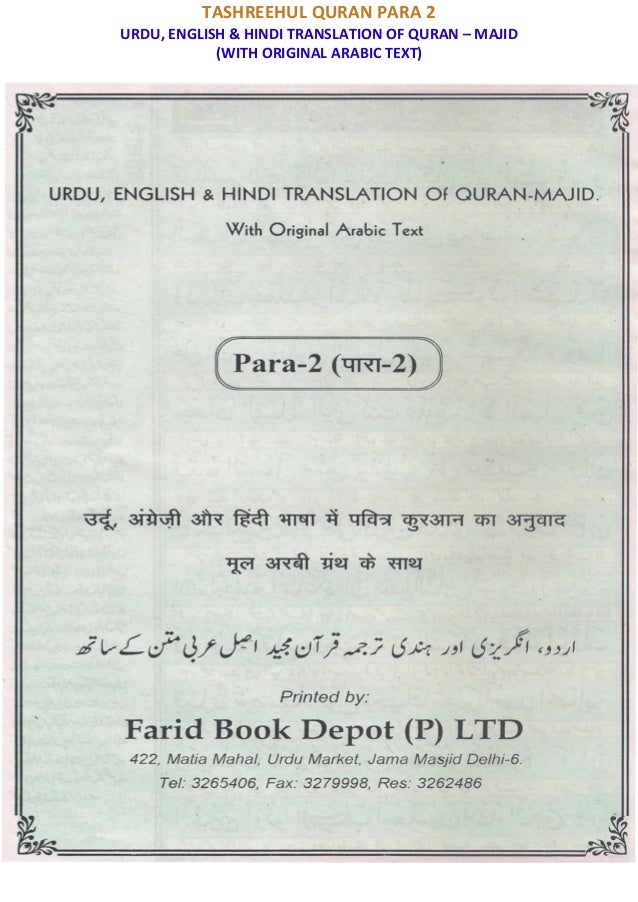 TASHREEHUL QURAN PARA 2
URDU, ENGLISH & HINDI TRANSLATION OF QURAN – MAJID
(WITH ORIGINAL ARABIC TEXT)
URDU, ENGLISH & HINDI TRANSLATION Of QURAN-MAJID.
With Original Arabic Text
Para-2 (पारा-2)
उर्दू, अंग्रेज़ी और हिंदी भाषा में पवित्र कुरआन का अनुवाद
मूल अरबी ग्रंथ के साथ
اردو، انگریزی اور ہندی ترجمہ قرآن مجید اصل عربی متن کے ساتھ
Printed by:
Farid Book Depot (P) LTD
422, Matia Mahal, Urdu Market, Jama Masjid Delhi-6.
Tel: 3265406, Fax: 3279998, Res: 3262486